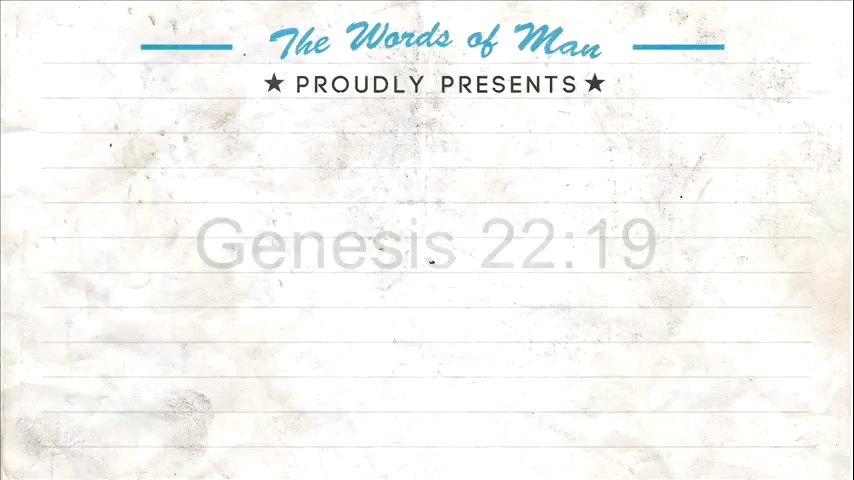 The Words of Man
★ PROUDLY PRESENTS ★
Genesis 22:19